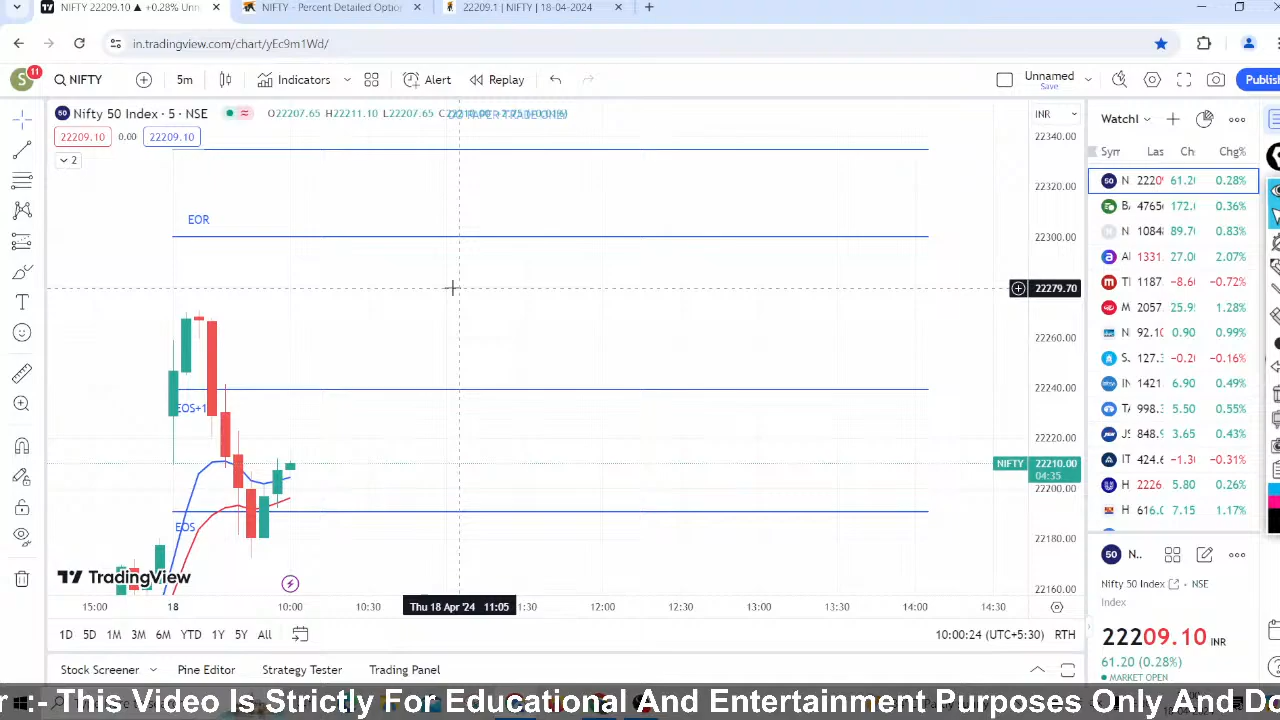 NIFTY 22209.10 ▲ +0.28% Unn
NIFTY - Percent Detailed Optio
22209.1 | NIFTY | 18-04-2024
in.tradingview.com/chart/yEc9m1Wd/
S 11 NIFTY 5m Indicators Alert Replay Unnamed Save Publish
50 Nifty 50 Index · 5 · NSE O22207.65 H22211.10 L22207.65
22209.10 0.00 22209.10
2
INR
22340.00
22320.00
22300.00
22279.70
22260.00
22240.00
22220.00
NIFTY 22210.00
04:35
22200.00
22180.00
22160.00
EOR
EOS+1
EOS
TradingView
15:00 18 10:00 10:30 Thu 18 Apr '24 11:05 1:30 12:00 12:30 13:00 13:30 14:00 14:30
1D 5D 1M 3M 6M YTD 1Y 5Y All 10:00:24 (UTC+5:30) RTH
Stock Screener Pine Editor Strategy Tester Trading Panel
Watchl
Syn Las Ch Chg%
50 N 22209 61.20 0.28%
47656 172. 0.36%
N 10848 89.7 0.83%
1331. 27.0 2.07%
1187. −8.6 −0.72%
M 2057. 25.9 1.28%
N 92.10 0.90 0.99%
127.3 −0.20 −0.16%
IN 1421. 6.90 0.49%
998.3 5.50 0.55%
848.9 3.65 0.43%
IT 424.6 −1.30 −0.31%
H 2226 5.80 0.26%
H 616.0 7.15 1.17%
50 N..
Nifty 50 Index · NSE
Index
22209.10 INR
61.20 (0.28%)
MARKET OPEN
r :- This Video Is Strictly For Educational And Entertainment Purposes Only And Do